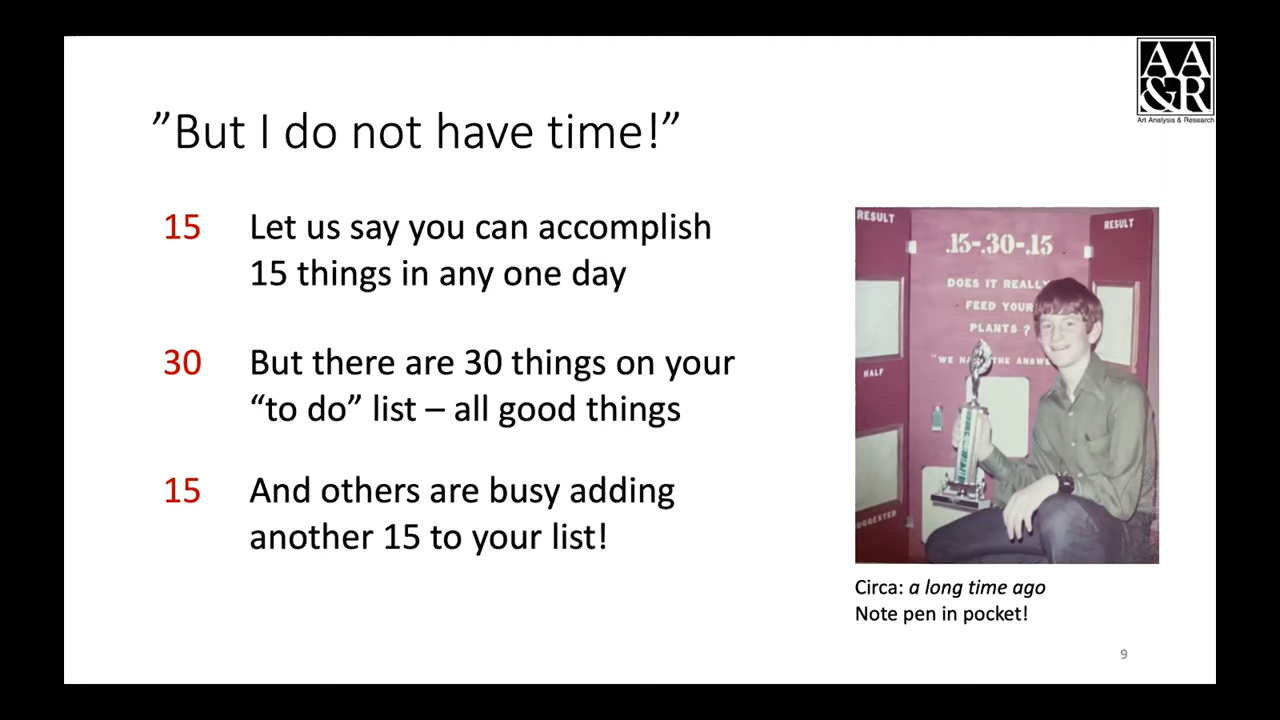 AA
&R
Art Analysis & Research
”But I do not have time!”
15 Let us say you can accomplish
15 things in any one day
30 But there are 30 things on your
“to do” list – all good things
15 And others are busy adding
another 15 to your list!
RESULT
RESULT
.15-.30-.15
DOES IT REALLY
FEED YOUR
PLANTS ?
"WE THE
HALF
SUGGESTED
Circa: a long time ago
Note pen in pocket!
9